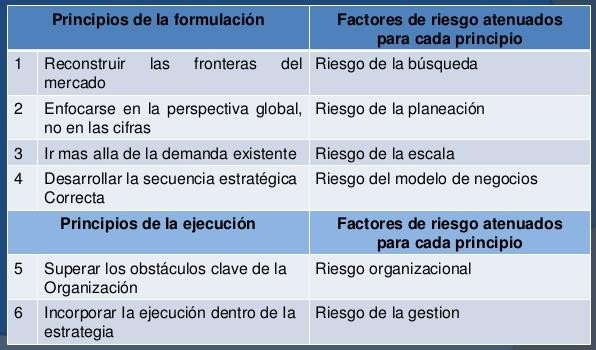 Principios de la formulación
Factores de riesgo atenuados
para cada principio
1 Reconstruir las fronteras del
mercado
Riesgo de la búsqueda
2 Enfocarse en la perspectiva global,
no en las cifras
Riesgo de la planeación
3 Ir mas alla de la demanda existente
Riesgo de la escala
4 Desarrollar la secuencia estratégica
Correcta
Riesgo del modelo de negocios
Principios de la ejecución
Factores de riesgo atenuados
para cada principio
5 Superar los obstáculos clave de la
Organización
Riesgo organizacional
6 Incorporar la ejecución dentro de la
estrategia
Riesgo de la gestion